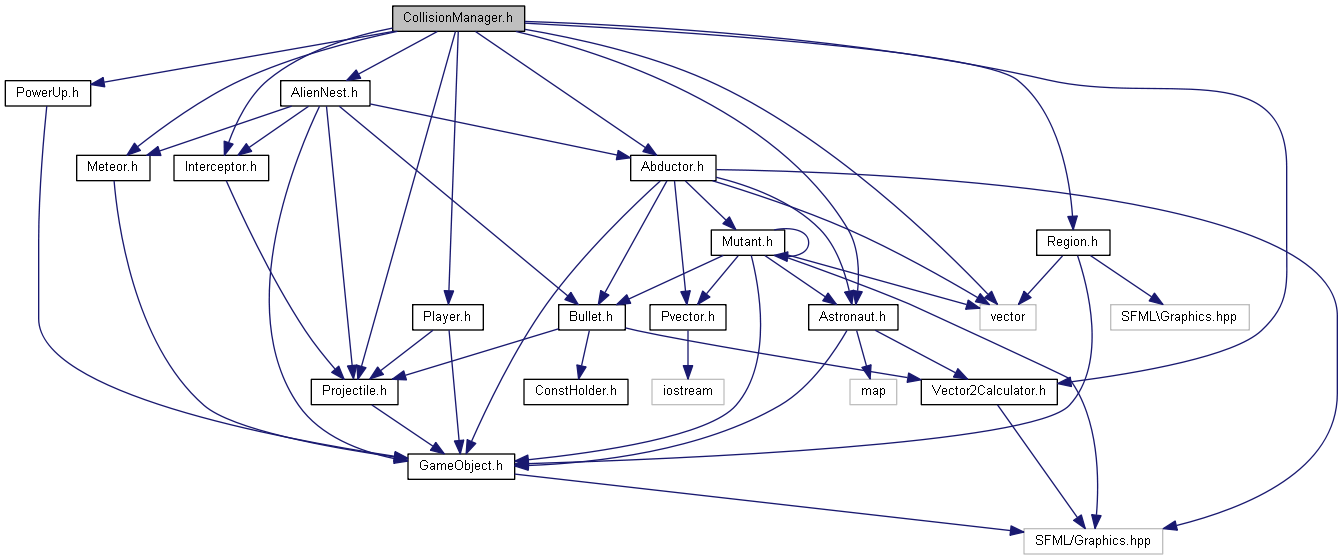 CollisionManager.h
PowerUp.h
AlienNest.h
Meteor.h
Interceptor.h
Abductor.h
Mutant.h
Region.h
Player.h
Bullet.h
Pvector.h
Astronaut.h
vector
SFML\Graphics.hpp
Projectile.h
ConstHolder.h
iostream
map
Vector2Calculator.h
GameObject.h
SFML/Graphics.hpp